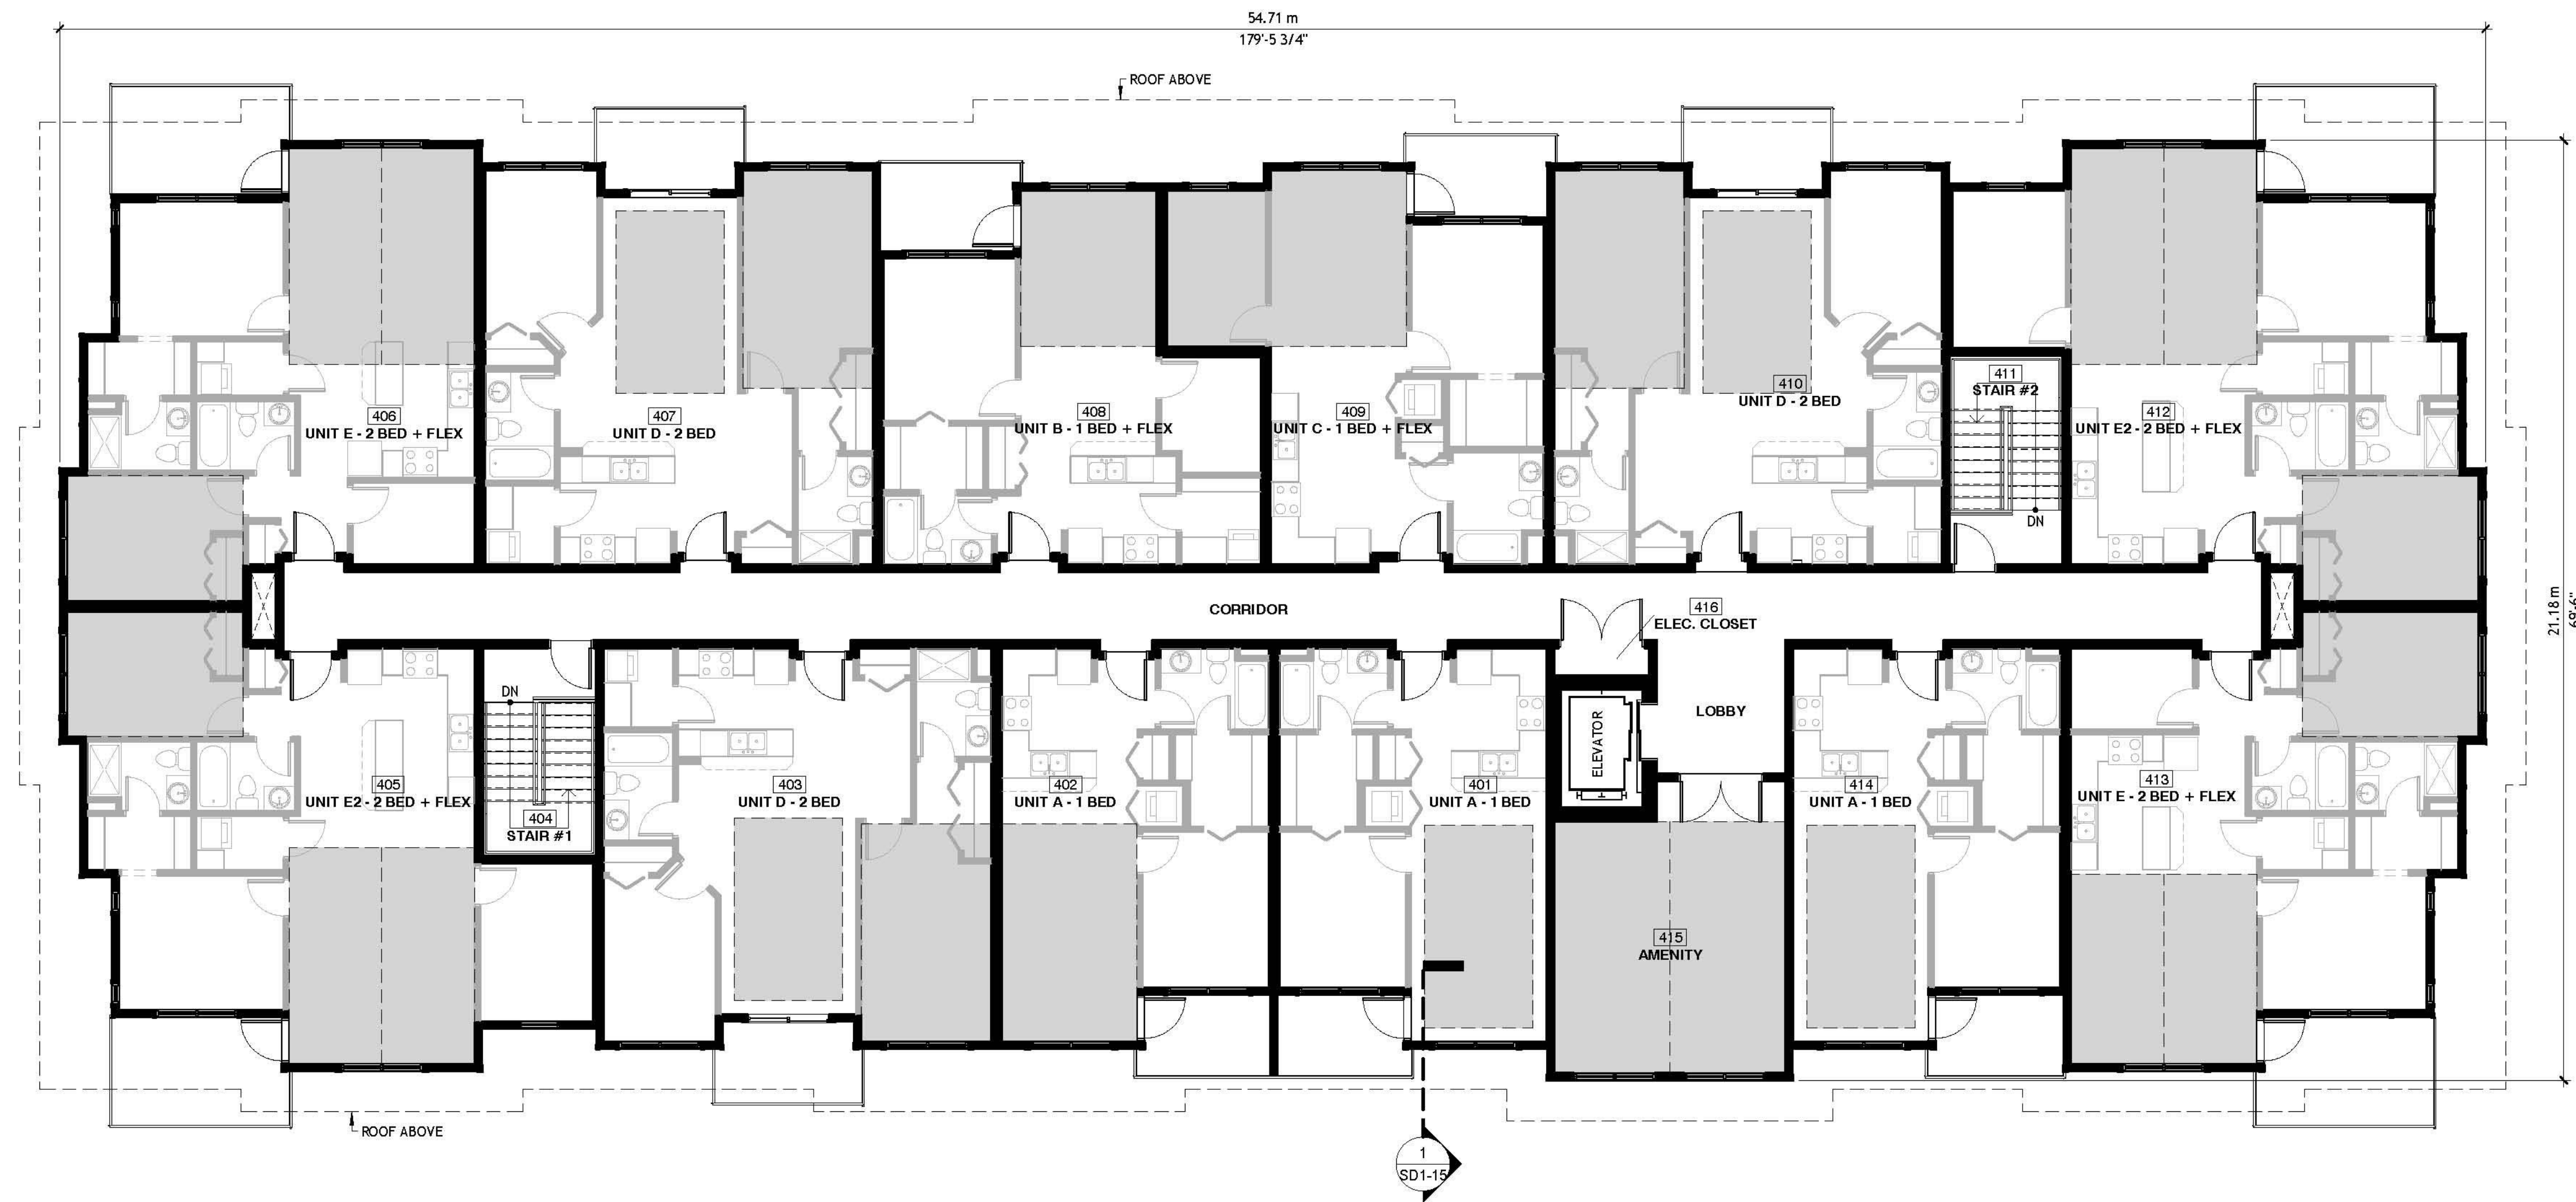 54.71 m
179'-5 3/4"
ROOF ABOVE
406
UNIT E - 2 BED + FLEX
407
UNIT D - 2 BED
408
UNIT B - 1 BED + FLEX
409
UNIT C - 1 BED + FLEX
410
UNIT D - 2 BED
411
STAIR #2
DN
412
UNIT E2 - 2 BED + FLEX
CORRIDOR
416
ELEC. CLOSET
21.18 m
69'-6"
405
UNIT E2 - 2 BED + FLEX
DN
404
STAIR #1
403
UNIT D - 2 BED
402
UNIT A - 1 BED
401
UNIT A - 1 BED
ELEVATOR
LOBBY
415
AMENITY
414
UNIT A - 1 BED
413
UNIT E - 2 BED + FLEX
ROOF ABOVE
1
SD1-15